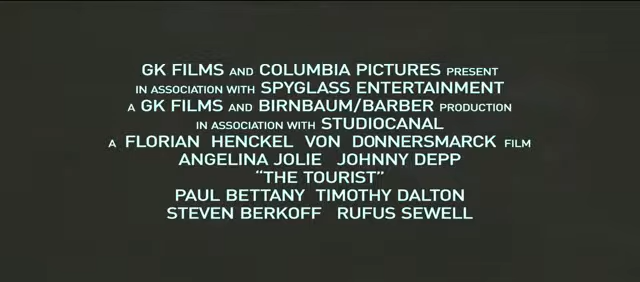 GK FILMS AND COLUMBIA PICTURES PRESENT
IN ASSOCIATION WITH SPYGLASS ENTERTAINMENT
A GK FILMS AND BIRNBAUM/BARBER PRODUCTION
IN ASSOCIATION WITH STUDIOCANAL
A FLORIAN HENCKEL VON DONNERSMARCK FILM
ANGELINA JOLIE JOHNNY DEPP
“THE TOURIST”
PAUL BETTANY TIMOTHY DALTON
STEVEN BERKOFF RUFUS SEWELL